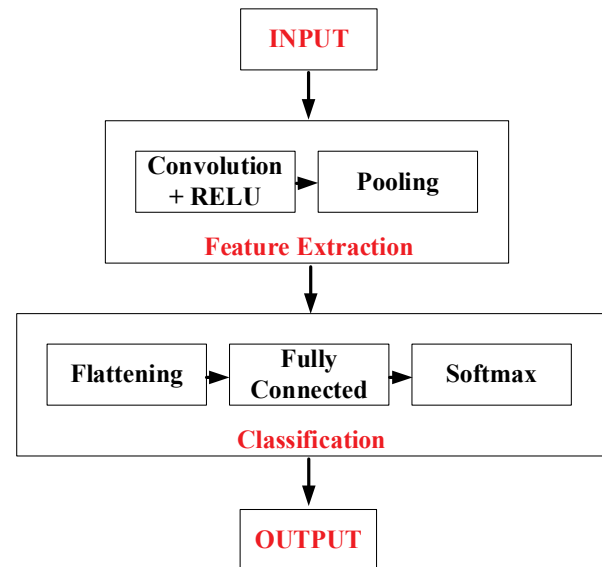 INPUT
Convolution
+ RELU
Pooling
Feature Extraction
Flattening
Fully
Connected
Softmax
Classification
OUTPUT